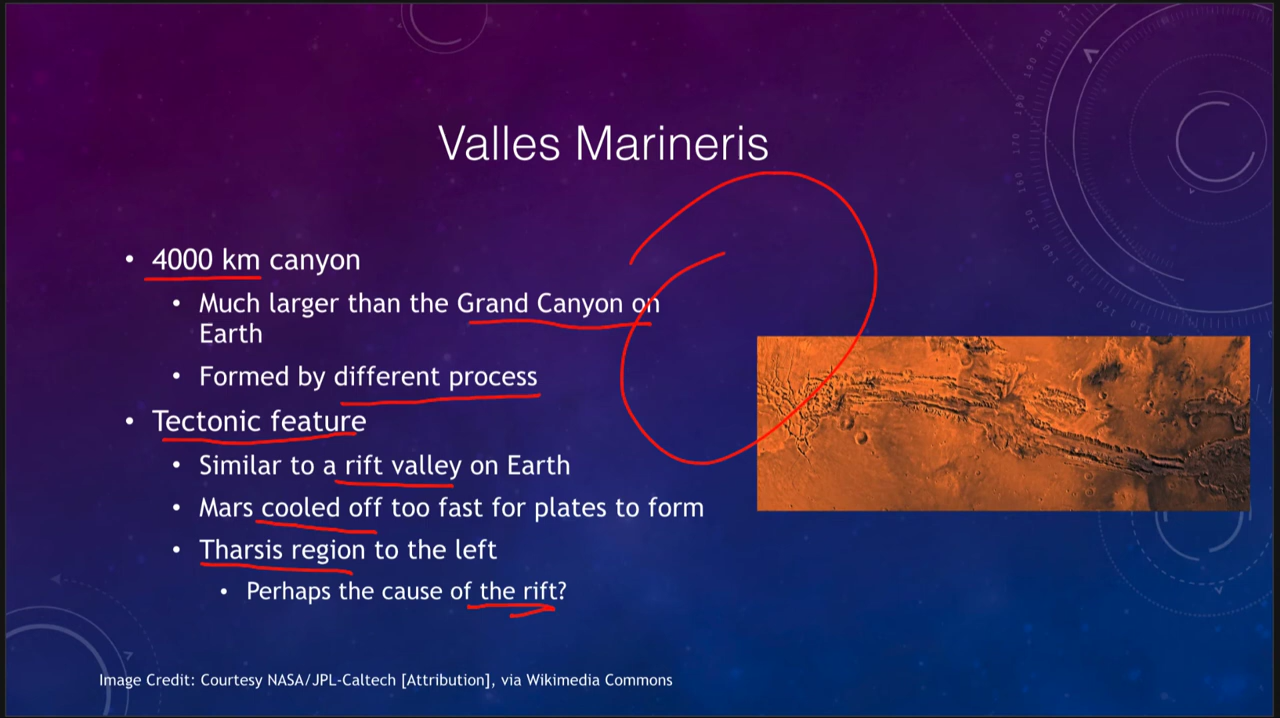 Valles Marineris
• 4000 km canyon
• Much larger than the Grand Canyon on
Earth
• Formed by different process
• Tectonic feature
• Similar to a rift valley on Earth
• Mars cooled off too fast for plates to form
• Tharsis region to the left
• Perhaps the cause of the rift?
Image Credit: Courtesy NASA/JPL-Caltech [Attribution], via Wikimedia Commons